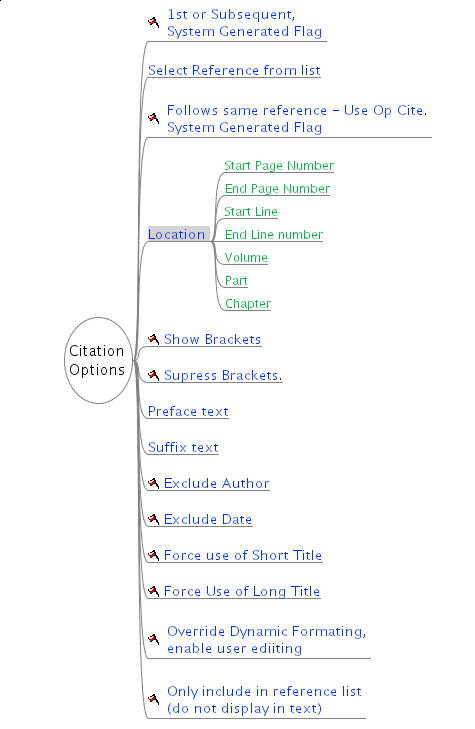 1st or Subsequent,
System Generated Flag
Select Reference from list
Follows same reference – Use Op Cite.
System Generated Flag
Start Page Number
End Page Number
Start Line
Location
End Line number
Volume
Part
Chapter
Citation
Options
Show Brackets
Supress Brackets.
Preface text
Suffix text
Exclude Author
Exclude Date
Force use of Short Title
Force Use of Long Title
Override Dynamic Formating,
enable user ediiting
Only include in reference list
(do not display in text)